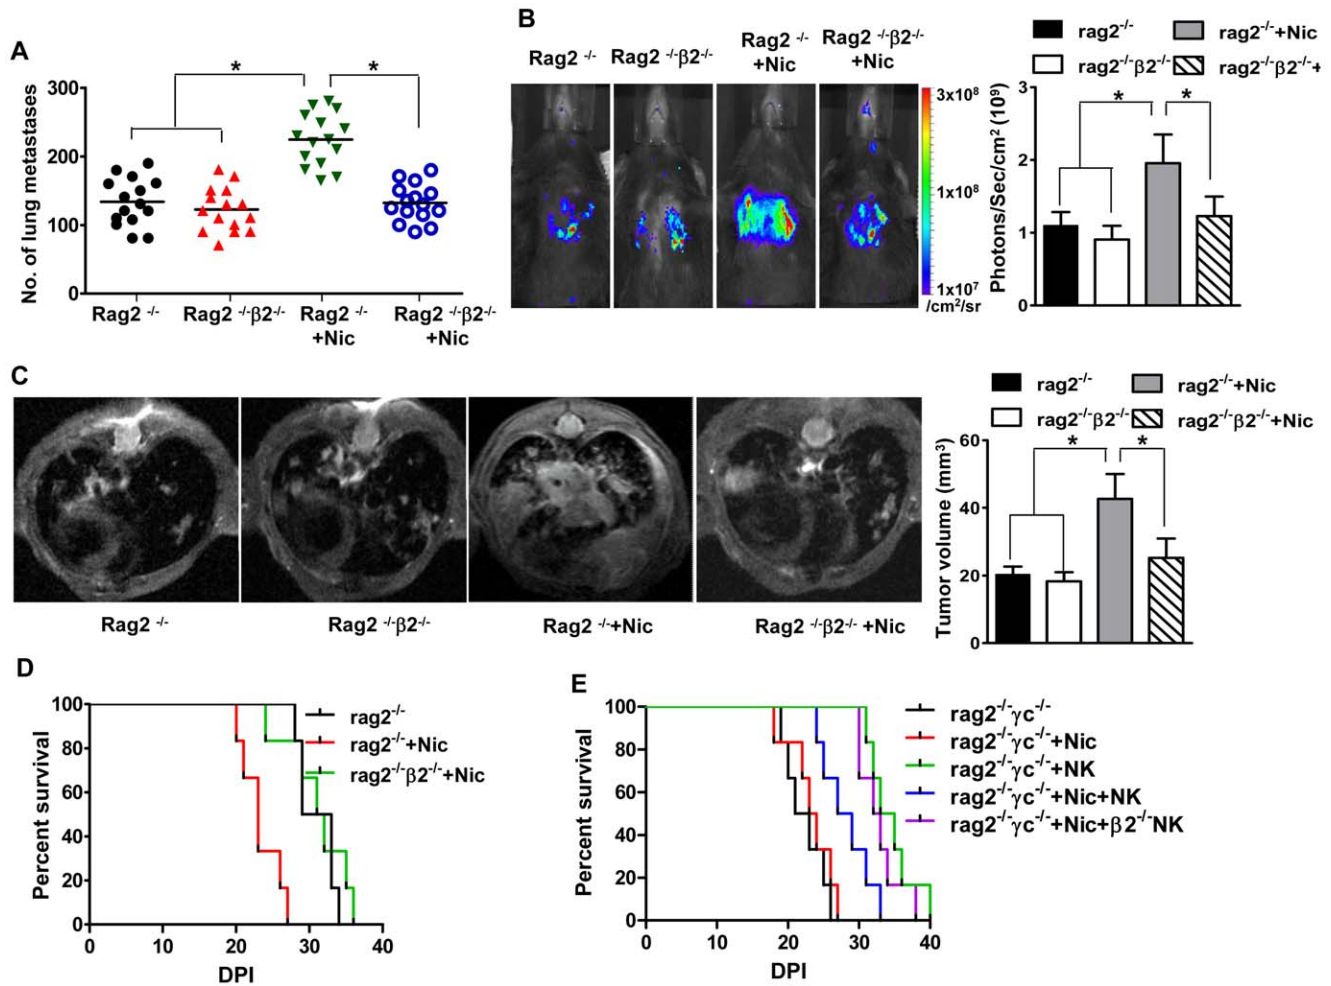 A
No. of lung metastases
300
200
100
0
*
*
Rag2 -/-
Rag2 -/-β2-/-
Rag2 -/-
+Nic
Rag2 -/-β2-/-
+Nic
B
Rag2 -/-
Rag2 -/-β2-/-
Rag2 -/-
+Nic
Rag2 -/-β2-/-
+Nic
3x10⁸
1x10⁸
1x10⁷
/cm²/sr
rag2-/-
rag2-/-+Nic
rag2-/-β2-/-
rag2-/-β2-/-+
Photons/Sec/cm² (10⁹)
3
2
1
0
*
*
C
Rag2 -/-
Rag2 -/-β2-/-
Rag2 -/-+Nic
Rag2 -/-β2-/- +Nic
rag2-/-
rag2-/-+Nic
rag2-/-β2-/-
rag2-/-β2-/-+Nic
Tumor volume (mm³)
60
40
20
0
*
*
D
Percent survival
100
80
60
40
20
0
0 10 20 30 40
DPI
rag2-/-
rag2-/-+Nic
rag2-/-β2-/-+Nic
E
Percent survival
100
80
60
40
20
0
0 10 20 30 40
DPI
rag2-/-γc-/-
rag2-/-γc-/-+Nic
rag2-/-γc-/-+NK
rag2-/-γc-/-+Nic+NK
rag2-/-γc-/-+Nic+β2-/-NK